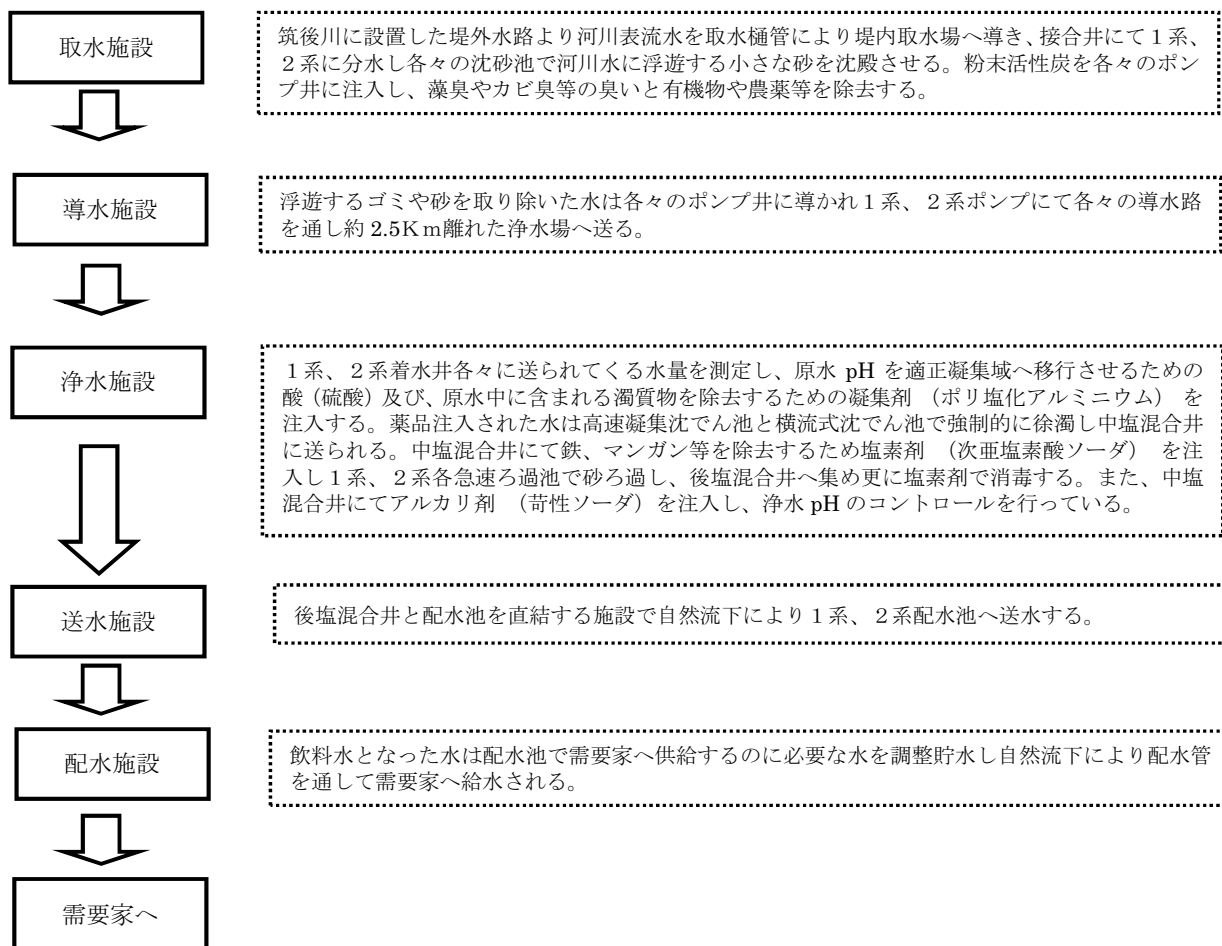 取水施設
筑後川に設置した堤外水路より河川表流水を取水樋管により堤内取水場へ導き、接合井にて１系、
２系に分水し各々の沈砂池で河川水に浮遊する小さな砂を沈殿させる。粉末活性炭を各々のポン
プ井に注入し、藻臭やカビ臭等の臭いと有機物や農薬等を除去する。
導水施設
浮遊するゴミや砂を取り除いた水は各々のポンプ井に導かれ１系、２系ポンプにて各々の導水路
を通し約 2.5Ｋｍ離れた浄水場へ送る。
浄水施設
１系、２系着水井各々に送られてくる水量を測定し、原水 pH を適正凝集域へ移行させるための
酸（硫酸）及び、原水中に含まれる濁質物を除去するための凝集剤 （ポリ塩化アルミニウム） を
注入する。薬品注入された水は高速凝集沈でん池と横流式沈でん池で強制的に徐濁し中塩混合井
に送られる。中塩混合井にて鉄、マンガン等を除去するため塩素剤 （次亜塩素酸ソーダ） を注
入し１系、２系各急速ろ過池で砂ろ過し、後塩混合井へ集め更に塩素剤で消毒する。また、中塩
混合井にてアルカリ剤 （苛性ソーダ）を注入し、浄水 pH のコントロールを行っている。
送水施設
後塩混合井と配水池を直結する施設で自然流下により１系、２系配水池へ送水する。
配水施設
飲料水となった水は配水池で需要家へ供給するのに必要な水を調整貯水し自然流下により配水管
を通して需要家へ給水される。
需要家へ